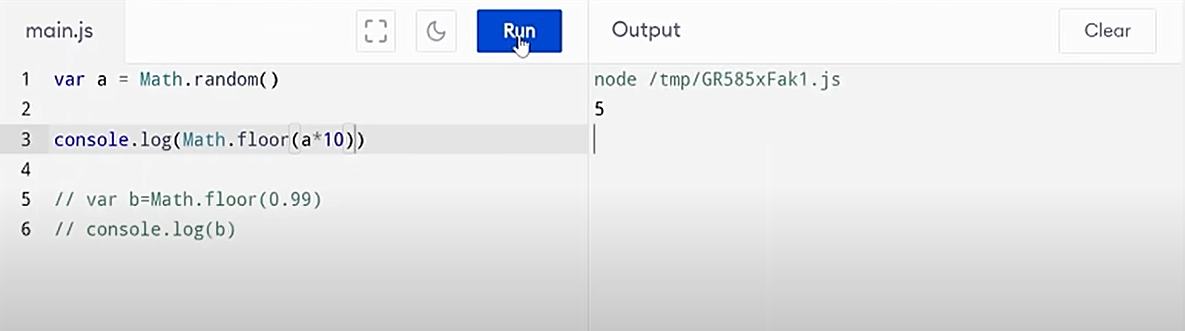 main.js
Run
1 var a = Math.random()
2
3 console.log(Math.floor(a*10))
4
5 // var b=Math.floor(0.99)
6 // console.log(b)
Output
Clear
node /tmp/GR585xFak1.js
5